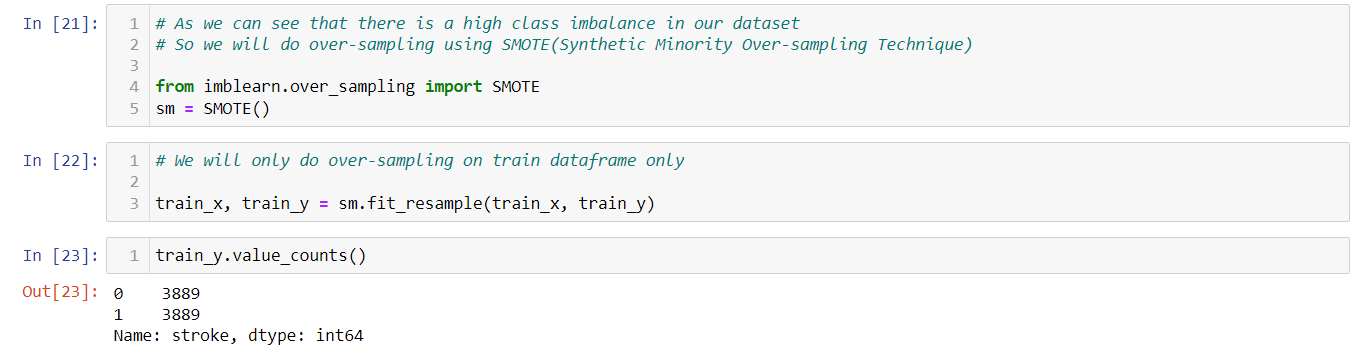 In [21]:
1 # As we can see that there is a high class imbalance in our dataset
2 # So we will do over-sampling using SMOTE(Synthetic Minority Over-sampling Technique)
3
4 from imblearn.over_sampling import SMOTE
5 sm = SMOTE()
In [22]:
1 # We will only do over-sampling on train dataframe only
2
3 train_x, train_y = sm.fit_resample(train_x, train_y)
In [23]:
1 train_y.value_counts()
Out[23]:
0    3889
1    3889
Name: stroke, dtype: int64